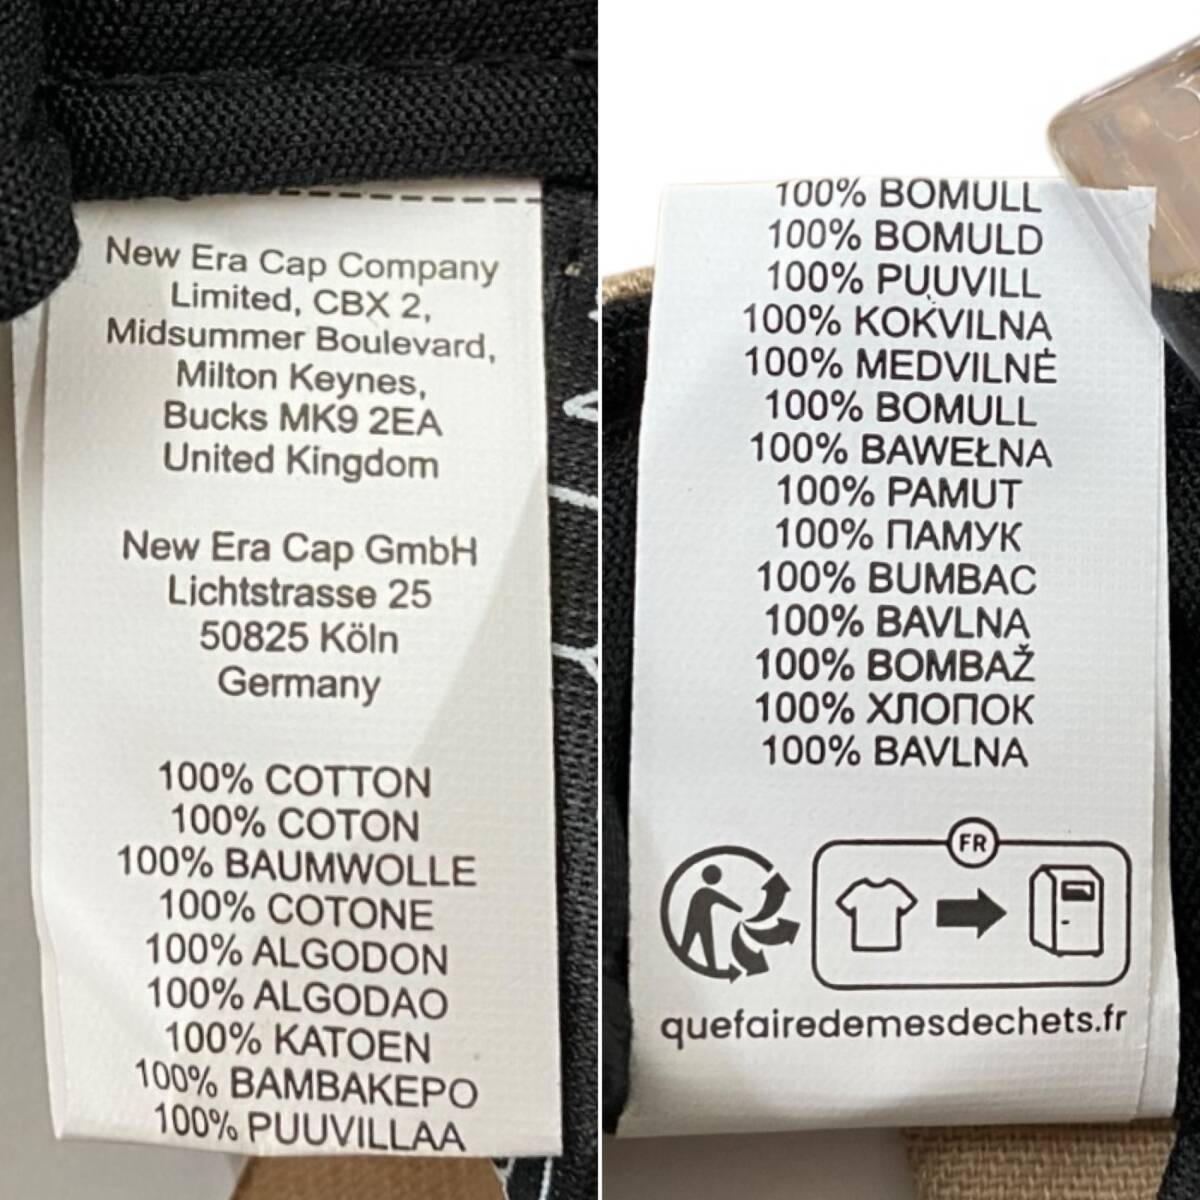 New Era Cap Company
Limited, CBX 2,
Midsummer Boulevard,
Milton Keynes,
Bucks MK9 2EA
United Kingdom
New Era Cap GmbH
Lichtstrasse 25
50825 Köln
Germany
100% COTTON
100% COTON
100% BAUMWOLLE
100% COTONE
100% ALGODON
100% ALGODAO
100% KATOEN
100% BAMBAKEPO
100% PUUVILLAA
100% BOMULL
100% BOMULD
100% PUUVILL
100% KOKVILNA
100% MEDVILNĖ
100% BOMULL
100% BAWEŁNA
100% PAMUT
100% ПАМУК
100% BUMBAC
100% BAVLNA
100% BOMBAŽ
100% ХЛОПОК
100% BAVLNA
FR
quefairedemesdechets.fr